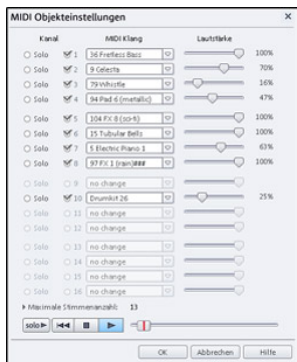 MIDI Objekteinstellungen
Kanal Klang Lautstärke
Solo 1 36 Fretless Bass 100%
Solo 2 9 Celesta 70%
Solo 3 79 Whistle 16%
Solo 4 94 Pad 6 (metallic) 47%
Solo 5 104 FX 8 (sci-fi) 100%
Solo 6 15 Tubular Bells 100%
Solo 7 5 Electric Piano 1 63%
Solo 8 97 FX 1 (rain)### 100%
Solo 9 no change
Solo 10 Drumkit 26 25%
Solo 11 no change
Solo 12 no change
Solo 13 no change
Solo 14 no change
Solo 15 no change
Solo 16 no change
Maximale Stimmenanzahl: 13
solo
OK Abbrechen Hilfe